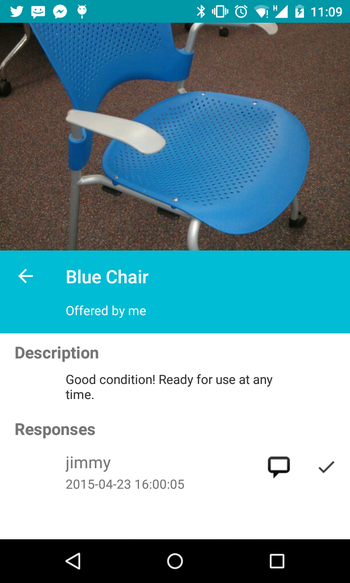 H
11:09
Blue Chair
Offered by me
Description
Good condition! Ready for use at any
time.
Responses
jimmy
2015-04-23 16:00:05